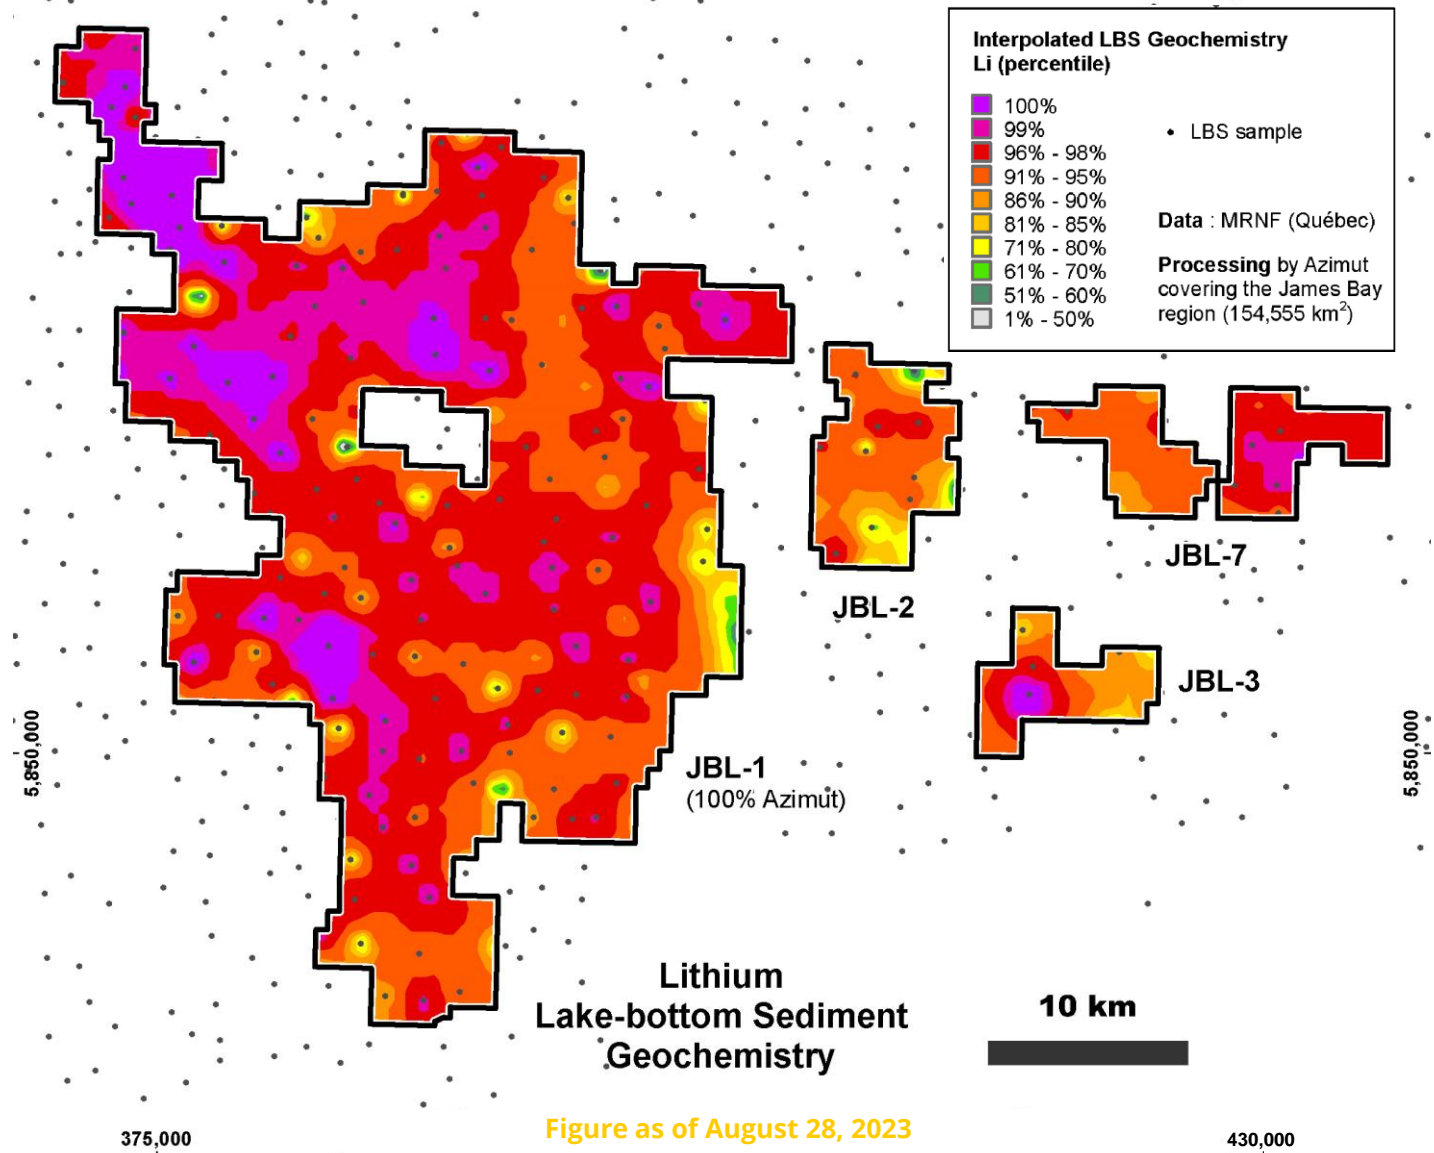 Interpolated LBS Geochemistry
Li (percentile)
100%
99%
96% - 98%
91% - 95%
86% - 90%
81% - 85%
71% - 80%
61% - 70%
51% - 60%
1% - 50%
LBS sample
Data : MRNF (Québec)
Processing by Azimut
covering the James Bay
region (154,555 km²)
JBL-7
JBL-2
JBL-3
JBL-1
(100% Azimut)
5,850,000
5,850,000
Lithium
Lake-bottom Sediment
Geochemistry
10 km
Figure as of August 28, 2023
375,000
430,000